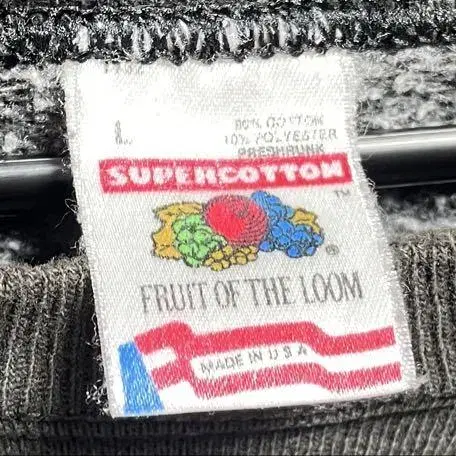 L
90% COTTON
10% POLYESTER
PRESHRUNK
SUPERCOTTON
™
®
FRUIT OF THE LOOM
MADE IN U S A